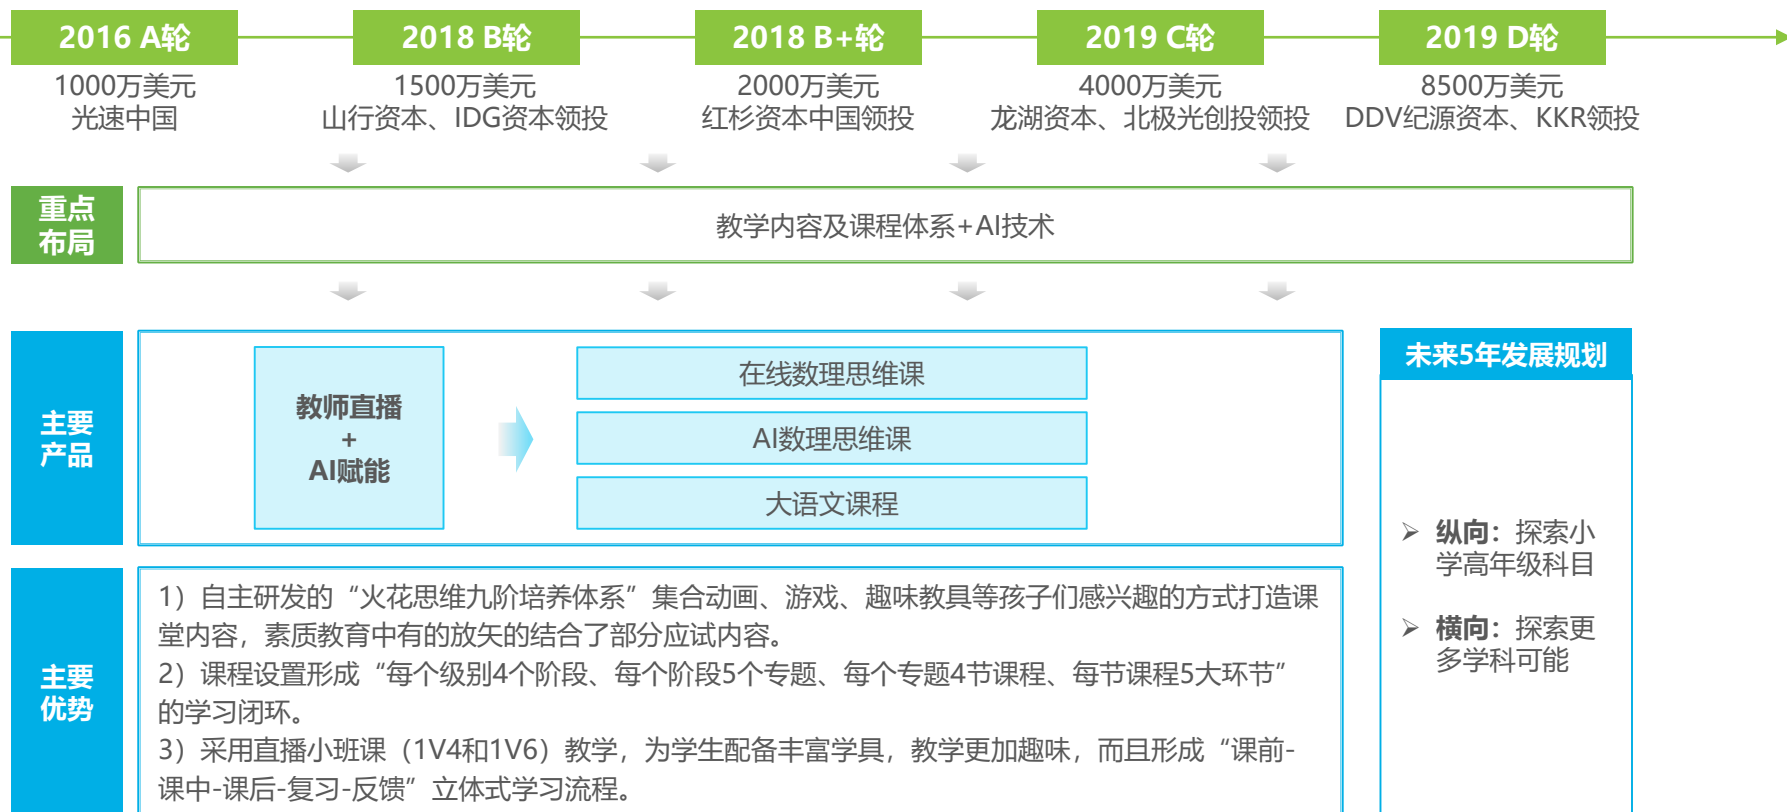 2016 A轮
2018 B轮
2018 B+轮
2019 C轮
2019 D轮
1000万美元
光速中国
1500万美元
山行资本、IDG资本领投
2000万美元
红杉资本中国领投
4000万美元
龙湖资本、北极光创投领投
8500万美元
DDV纪源资本、KKR领投
重点
布局
教学内容及课程体系+AI技术
主要
产品
教师直播
+
AI赋能
在线数理思维课
AI数理思维课
大语文课程
主要
优势
1）自主研发的“火花思维九阶培养体系”集合动画、游戏、趣味教具等孩子们感兴趣的方式打造课
堂内容，素质教育中有的放矢的结合了部分应试内容。
2）课程设置形成“每个级别4个阶段、每个阶段5个专题、每个专题4节课程、每节课程5大环节”
的学习闭环。
3）采用直播小班课（1V4和1V6）教学，为学生配备丰富学具，教学更加趣味，而且形成“课前-
课中-课后-复习-反馈”立体式学习流程。
未来5年发展规划
➢ 纵向：探索小
学高年级科目
➢ 横向：探索更
多学科可能